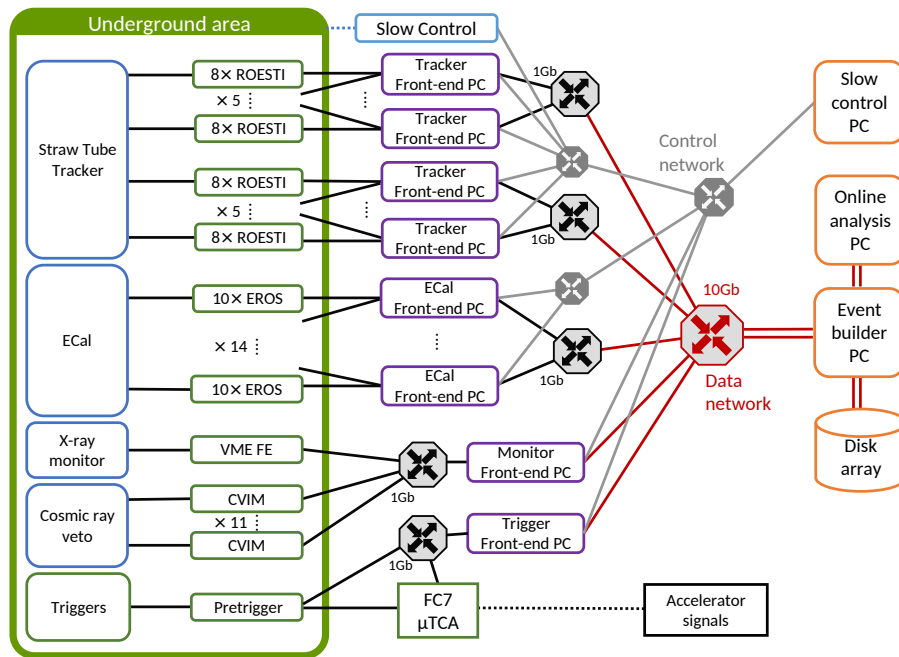 Underground area
Slow Control
Straw Tube
Tracker
8× ROESTI
× 5 ⋮
8× ROESTI
8× ROESTI
× 5 ⋮
8× ROESTI
Tracker
Front-end PC
Tracker
Front-end PC
Tracker
Front-end PC
Tracker
Front-end PC
1Gb
1Gb
Control
network
Slow
control
PC
Online
analysis
PC
ECal
10× EROS
× 14 ⋮
10× EROS
ECal
Front-end PC
ECal
Front-end PC
1Gb
10Gb
Data
network
Event
builder
PC
Disk
array
X-ray
monitor
VME FE
1Gb
Monitor
Front-end PC
Cosmic ray
veto
CVIM
× 11 ⋮
CVIM
1Gb
Trigger
Front-end PC
Triggers
Pretrigger
FC7
μTCA
Accelerator
signals